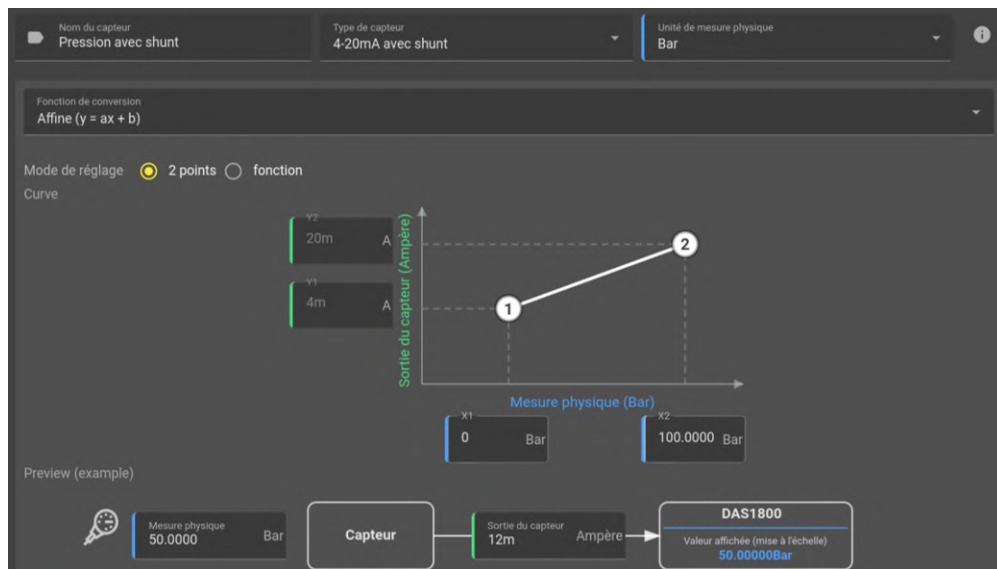 Nom du capteur
Pression avec shunt
Type de capteur
4-20mA avec shunt
Unité de mesure physique
Bar
Fonction de conversion
Affine (y = ax + b)
Mode de réglage 2 points fonction
Curve
Y2
20m A
Y1
4m A
Sortie du capteur (Ampère)
2
1
Mesure physique (Bar)
X1
0 Bar
X2
100.0000 Bar
Preview (example)
Mesure physique
50.0000 Bar
Capteur
Sortie du capteur
12m Ampère
DAS1800
Valeur affichée (mise à l'échelle)
50.00000Bar